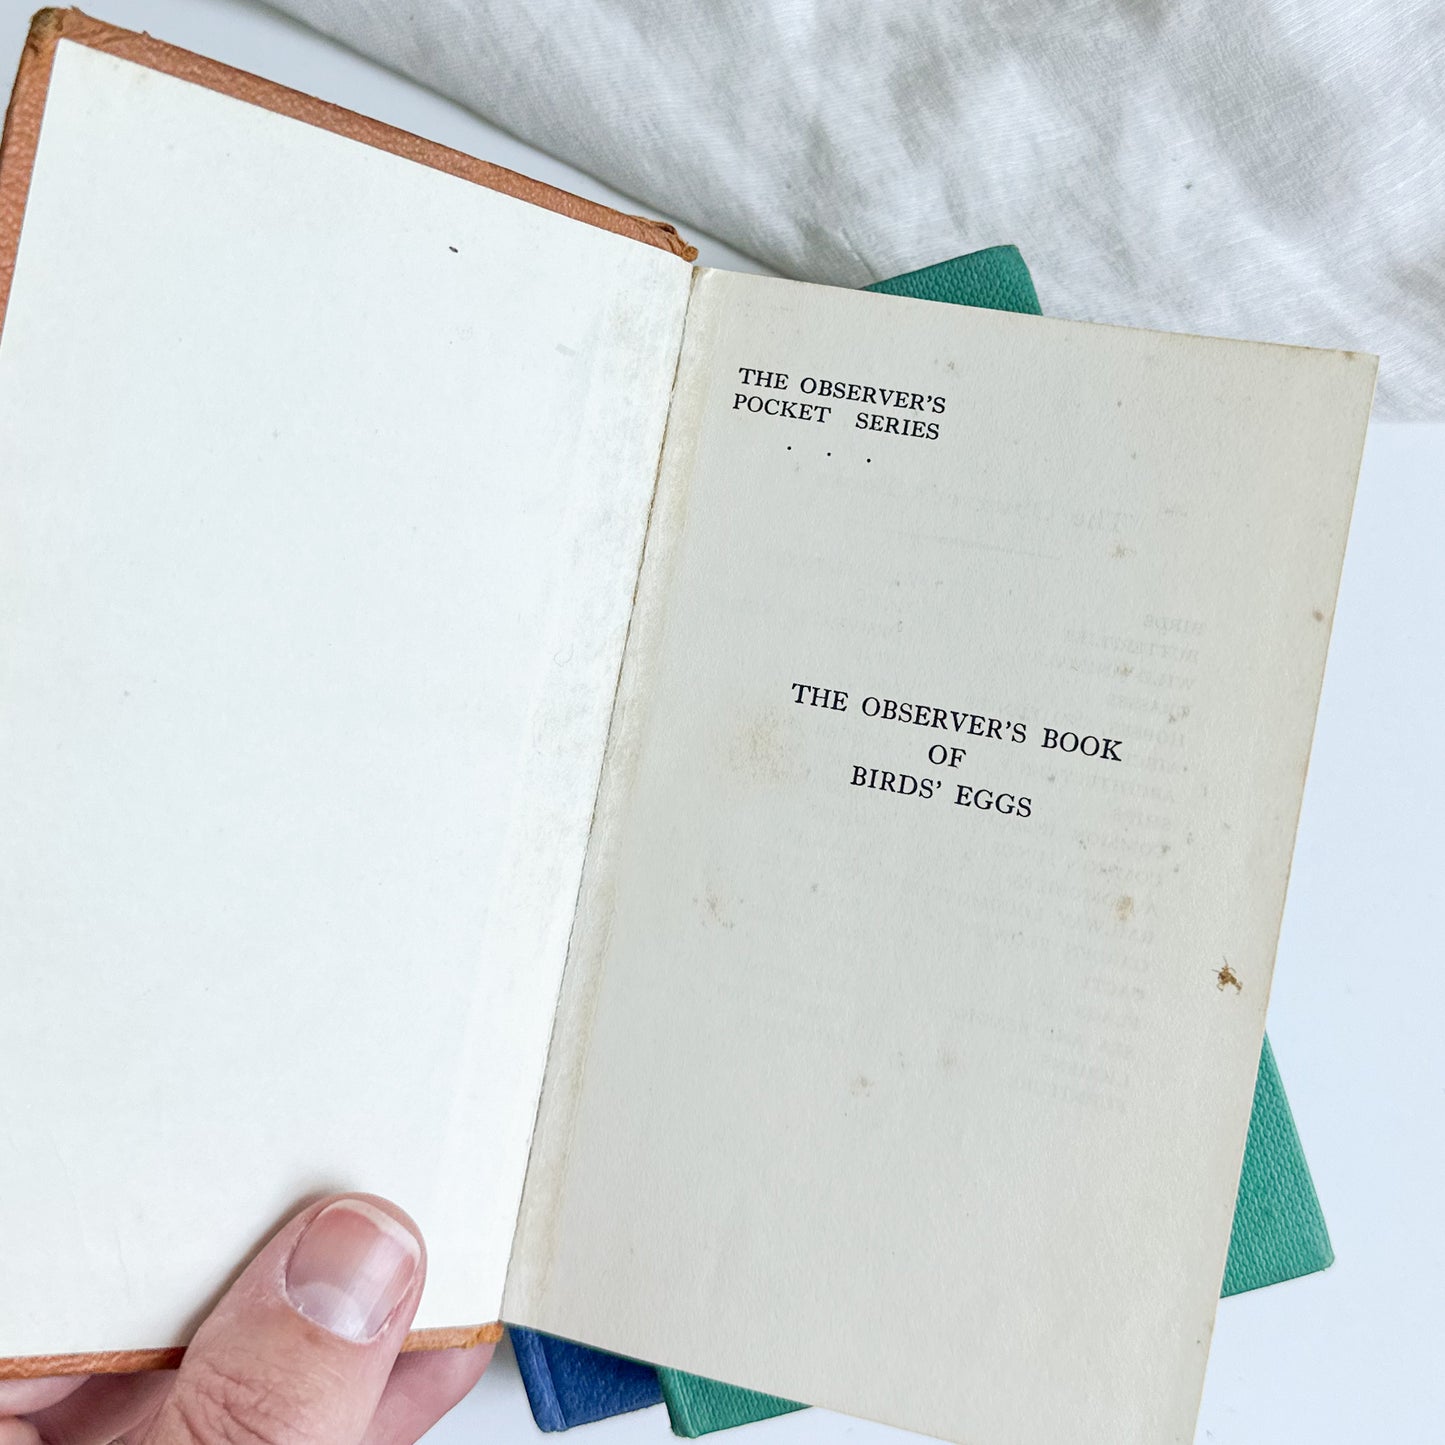 THE OBSERVER'S
POCKET SERIES
. . .
THE OBSERVER'S BOOK
OF
BIRDS' EGGS